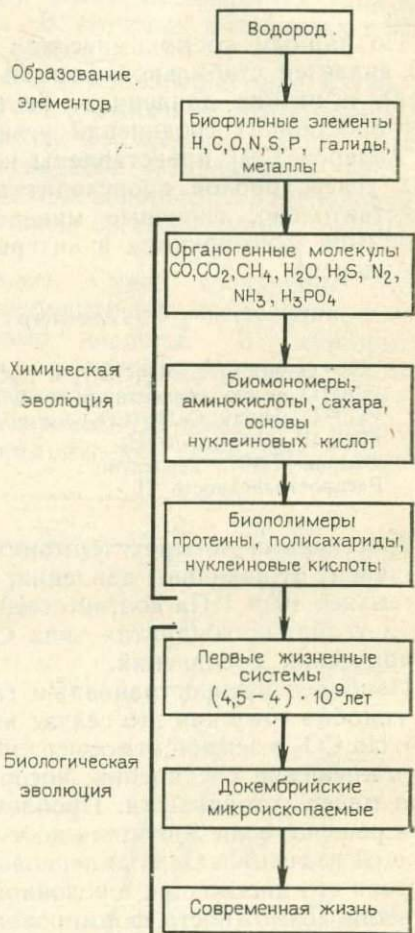 Водород
Образование
элементов
Биофильные элементы
H, C, O, N, S, P, галиды,
металлы
Органогенные молекулы
CO, CO₂, CH₄, H₂O, H₂S, N₂,
NH₃, H₃PO₄
Химическая
эволюция
Биомономеры,
аминокислоты, сахара,
основы
нуклеиновых кислот
Биополимеры
протеины, полисахариды,
нуклеиновые кислоты
Первые жизненные
системы
(4,5 - 4) · 10⁹ лет
Биологическая
эволюция
Докембрийские
микроископаемые
Современная жизнь